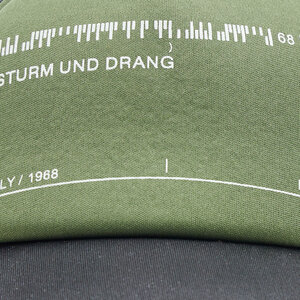 68
STURM UND DRANG
LY / 1968